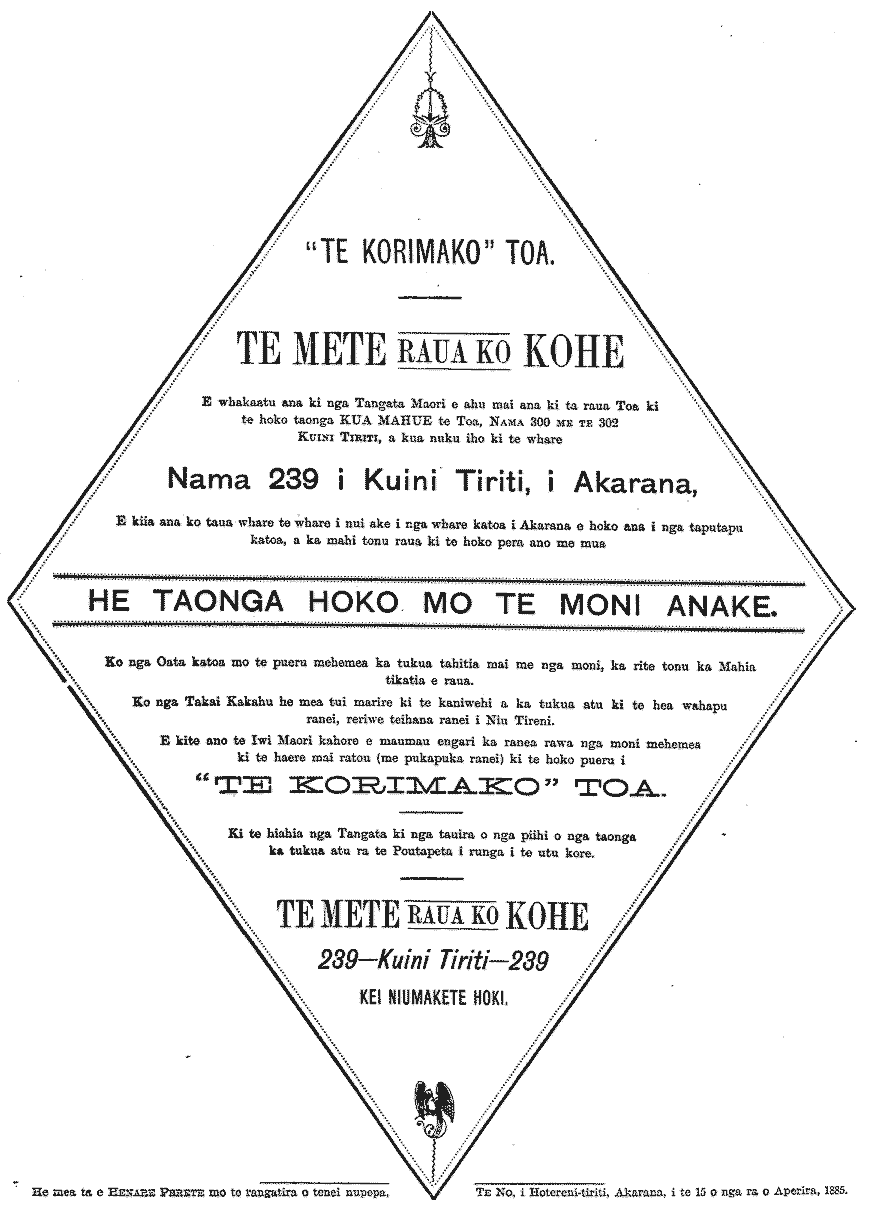 “TE KORIMAKO” TOA.
TE METE RAUA KO KOHE
E whakaatu ana ki nga Tangata Maori e ahu mai ana ki ta raua Toa ki
te hoko taonga KUA MAHUE te Toa, NAMA 300 ME TE 302
KUINI TIRITI, a kua nuku iho ki te whare
Nama 239 i Kuini Tiriti, i Akarana,
E kiia ana ko taua whare te whare i nui ake i nga whare katoa i Akarana e hoko ana i nga taputapu
katoa, a ka mahi tonu raua ki te hoko pera ano me mua
HE TAONGA HOKO MO TE MONI ANAKE.
Ko nga Oata katoa mo te pueru mehemea ka tukua tahitia mai me nga moni, ka rite tonu ka Mahia
tikatia e raua.
Ko nga Takai Kakahu he mea tui marire ki te kaniwehi a ka tukua atu ki te hea wahapu
ranei, reriwe teihana ranei i Niu Tireni.
E kite ano te Iwi Maori kahore e maumau engari ka ranea rawa nga moni mehemea
ki te haere mai ratou (me pukapuka ranei) ki te hoko pueru i
“TE KORIMAKO” TOA.
Ki te hiahia nga Tangata ki nga tauira o nga piihi o nga taonga
ka tukua atu ra te Poutapeta i runga i te utu kore.
TE METE RAUA KO KOHE
239—Kuini Tiriti—239
KEI NIUMAKETE HOKI.
He mea ta e HENARE PERETE mo te rangatira o tenei nupepa, TE NO, i Hotereni-tiriti, Akarana, i te 15 o nga ra o Aperira, 1885.